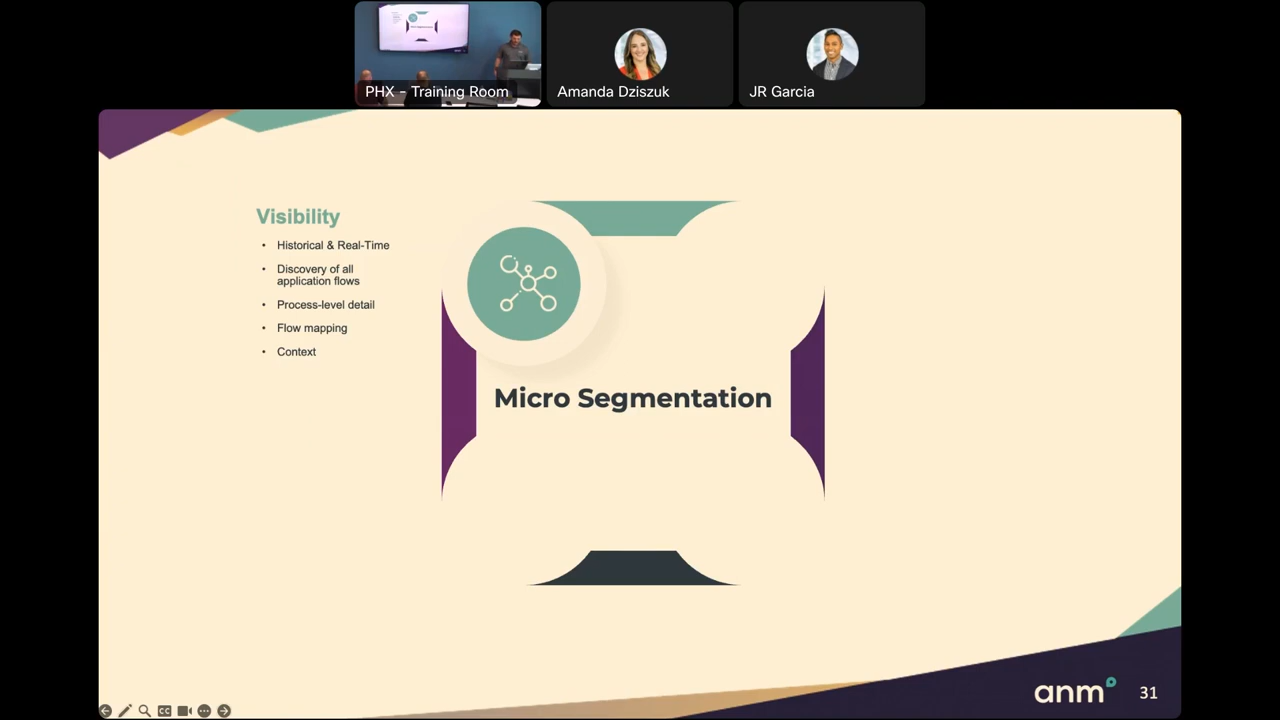 PHX - Training Room
Amanda Dziszuk
JR Garcia
Visibility
• Historical & Real-Time
• Discovery of all
application flows
• Process-level detail
• Flow mapping
• Context
Micro Segmentation
anm
31
CC